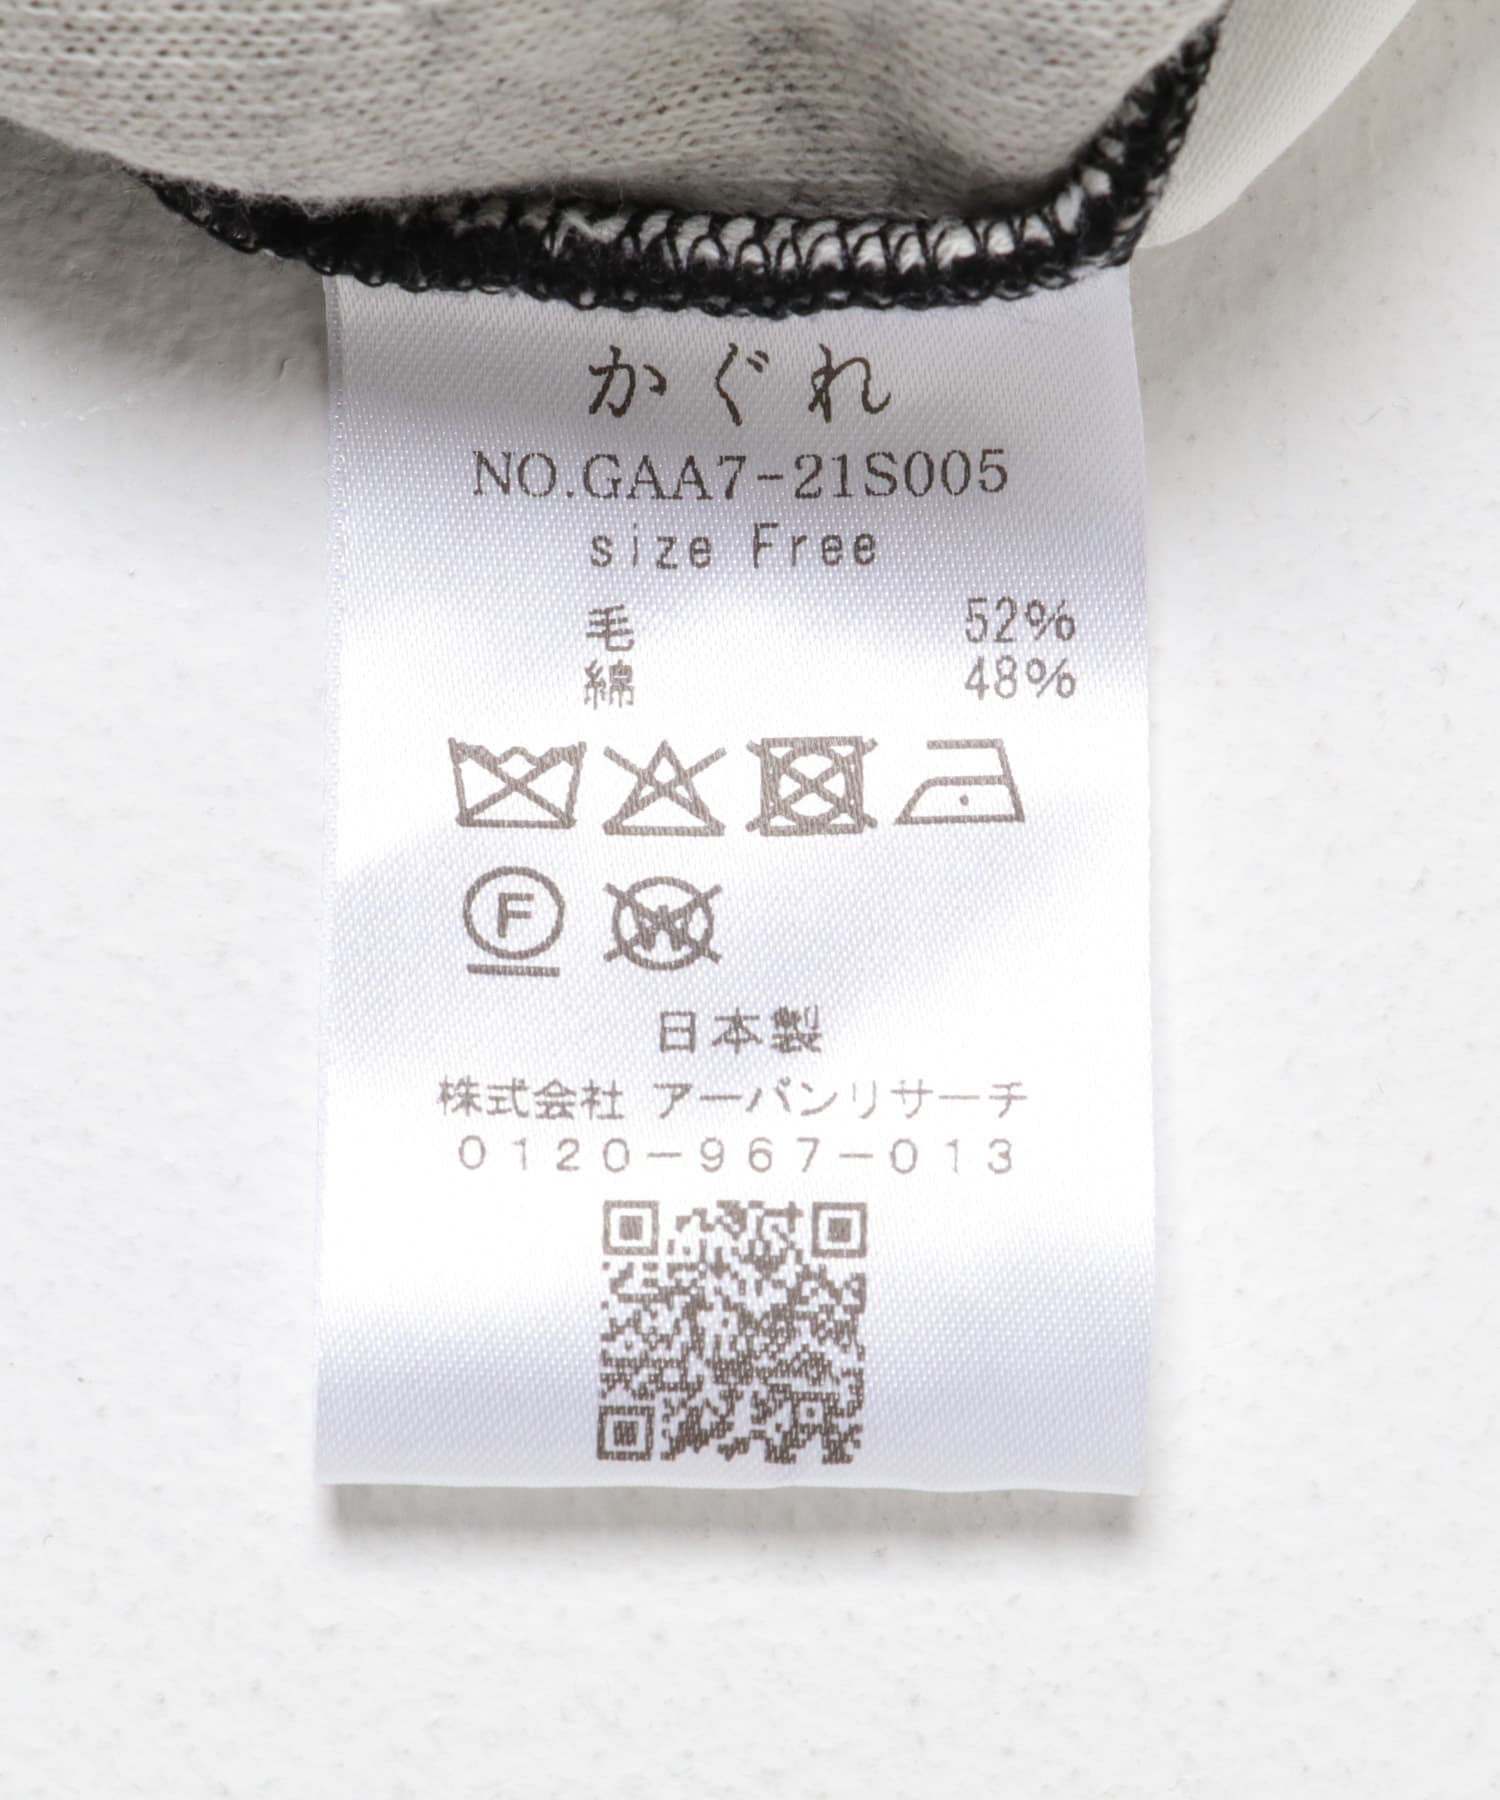 かぐれ
NO.GAA7-21S005
size Free
毛 52%
綿 48%
F
W
日本製
株式会社 アーバンリサーチ
0120-967-013